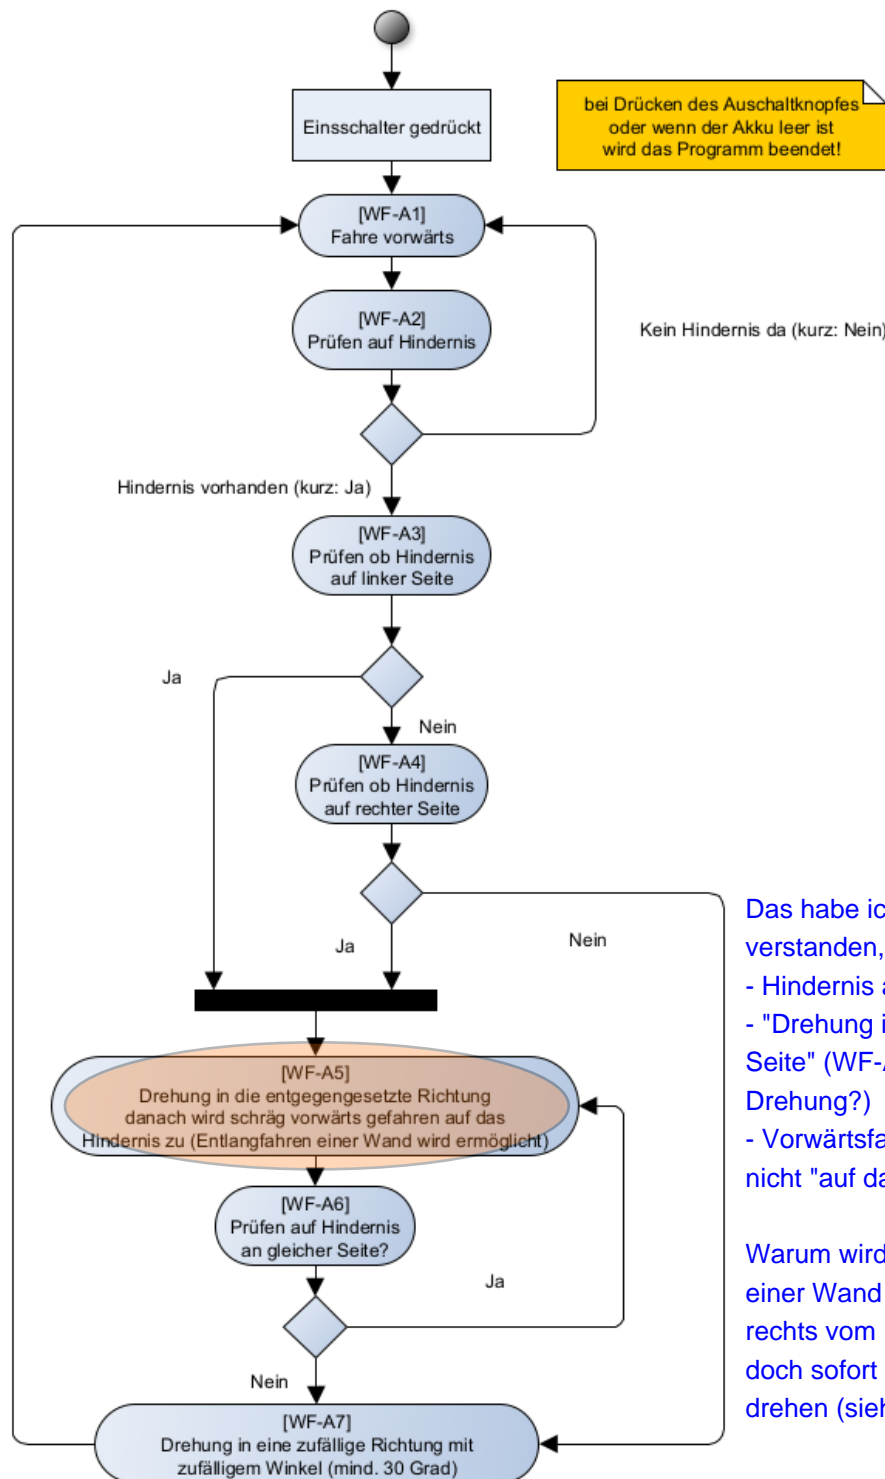 Einsschalter gedrückt
bei Drücken des Auschaltknopfes
oder wenn der Akku leer ist
wird das Programm beendet!
[WF-A1]
Fahre vorwärts
[WF-A2]
Prüfen auf Hindernis
Kein Hindernis da (kurz: Nein)
Hindernis vorhanden (kurz: Ja)
[WF-A3]
Prüfen ob Hindernis
auf linker Seite
Ja
Nein
[WF-A4]
Prüfen ob Hindernis
auf rechter Seite
Ja
Nein
[WF-A5]
Drehung in die entgegengesetzte Richtung
danach wird schräg vorwärts gefahren auf das
Hindernis zu (Entlangfahren einer Wand wird ermöglicht)
[WF-A6]
Prüfen auf Hindernis
an gleicher Seite?
Ja
Nein
[WF-A7]
Drehung in eine zufällige Richtung mit
zufälligem Winkel (mind. 30 Grad)
Das habe
verstanden,
- Hindernis
- "Drehung
Seite"
Drehung?)
-
nicht "auf
Warum wird
einer Wand
rechts vom
doch sofort
drehen